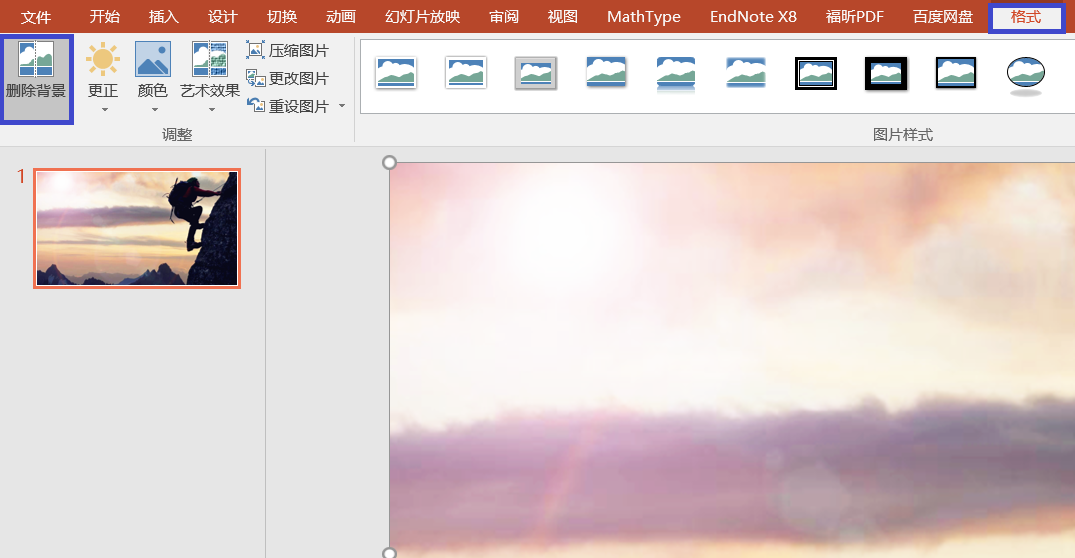 文件 开始 插入 设计 切换 动画 幻灯片放映 审阅 视图 MathType EndNote X8 福昕PDF 百度网盘 格式
删除背景 更正 颜色 艺术效果
压缩图片
更改图片
重设图片
调整 图片样式
1